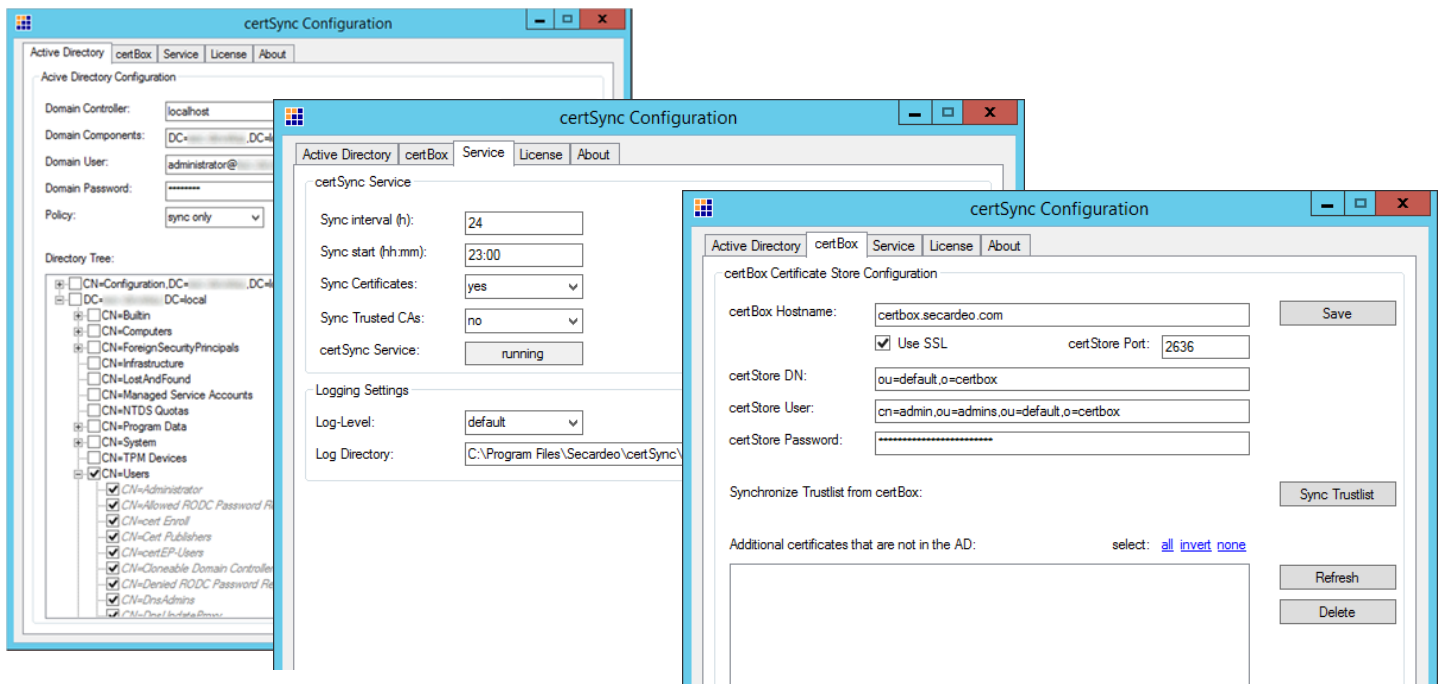 certSync Configuration
Active Directory certBox Service License About
Acive Directory Configuration
Domain Controller: localhost
Domain Components: DC= ,DC=l
Domain User: administrator@
Domain Password: ********
Policy: sync only
Directory Tree:
CN=Configuration,DC= ,DC=l
DC= DC=local
CN=Builtin
CN=Computers
CN=ForeignSecurityPrincipals
CN=Infrastructure
CN=LostAndFound
CN=Managed Service Accounts
CN=NTDS Quotas
CN=Program Data
CN=System
CN=TPM Devices
CN=Users
CN=Administrator
CN=Allowed RODC Password R
CN=cert Enroll
CN=Cert Publishers
CN=certEP-Users
CN=Cloneable Domain Controller
CN=Denied RODC Password Re
CN=DnsAdmins
CN=DnsUpdateProxy
certSync Configuration
Active Directory certBox Service License About
certSync Service
Sync interval (h): 24
Sync start (hh:mm): 23:00
Sync Certificates: yes
Sync Trusted CAs: no
certSync Service: running
Logging Settings
Log-Level: default
Log Directory: C:\Program Files\Secardeo\certSync\
certSync Configuration
Active Directory certBox Service License About
certBox Certificate Store Configuration
certBox Hostname: certbox.secardeo.com Save
Use SSL certStore Port: 2636
certStore DN: ou=default,o=certbox
certStore User: cn=admin,ou=admins,ou=default,o=certbox
certStore Password: *************************
Synchronize Trustlist from certBox: Sync Trustlist
Additional certificates that are not in the AD: select: all invert none
Refresh
Delete